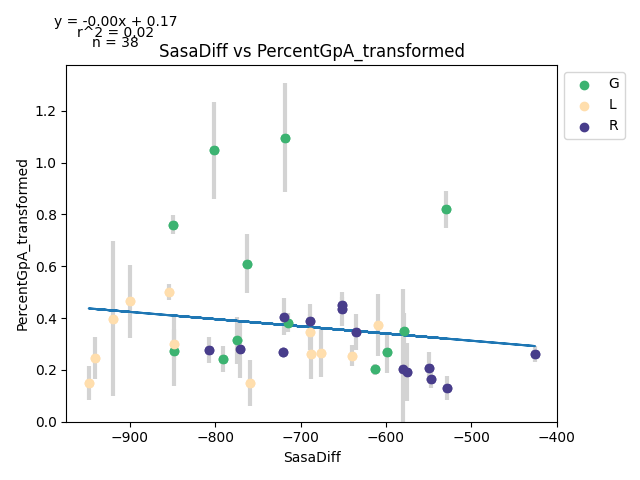 y = -0.00x + 0.17
r^2 = 0.02
n = 38
SasaDiff vs PercentGpA_transformed
G
L
R
PercentGpA_transformed
1.2
1.0
0.8
0.6
0.4
0.2
0.0
−900
−800
−700
−600
−500
−400
SasaDiff